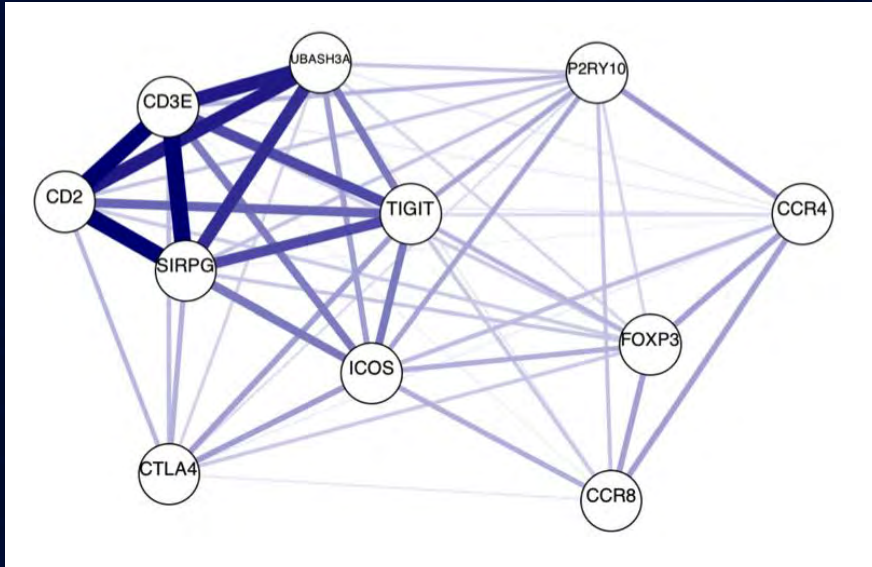 UBASH3A
P2RY10
CD3E
CD2
TIGIT
CCR4
SIRPG
FOXP3
ICOS
CTLA4
CCR8